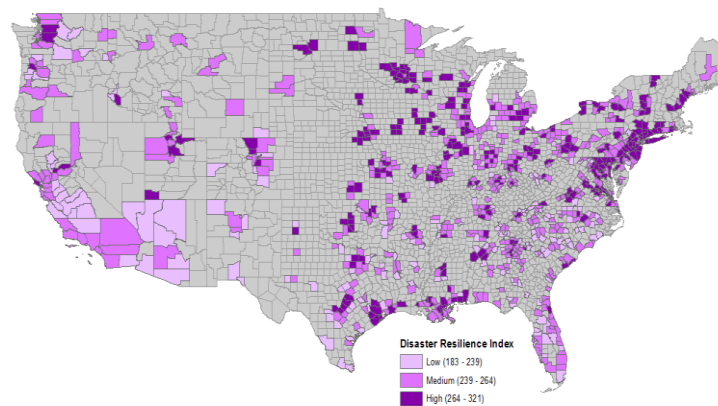 Disaster Resilience Index
Low (183 - 239)
Medium (239 - 264)
High (264 - 321)